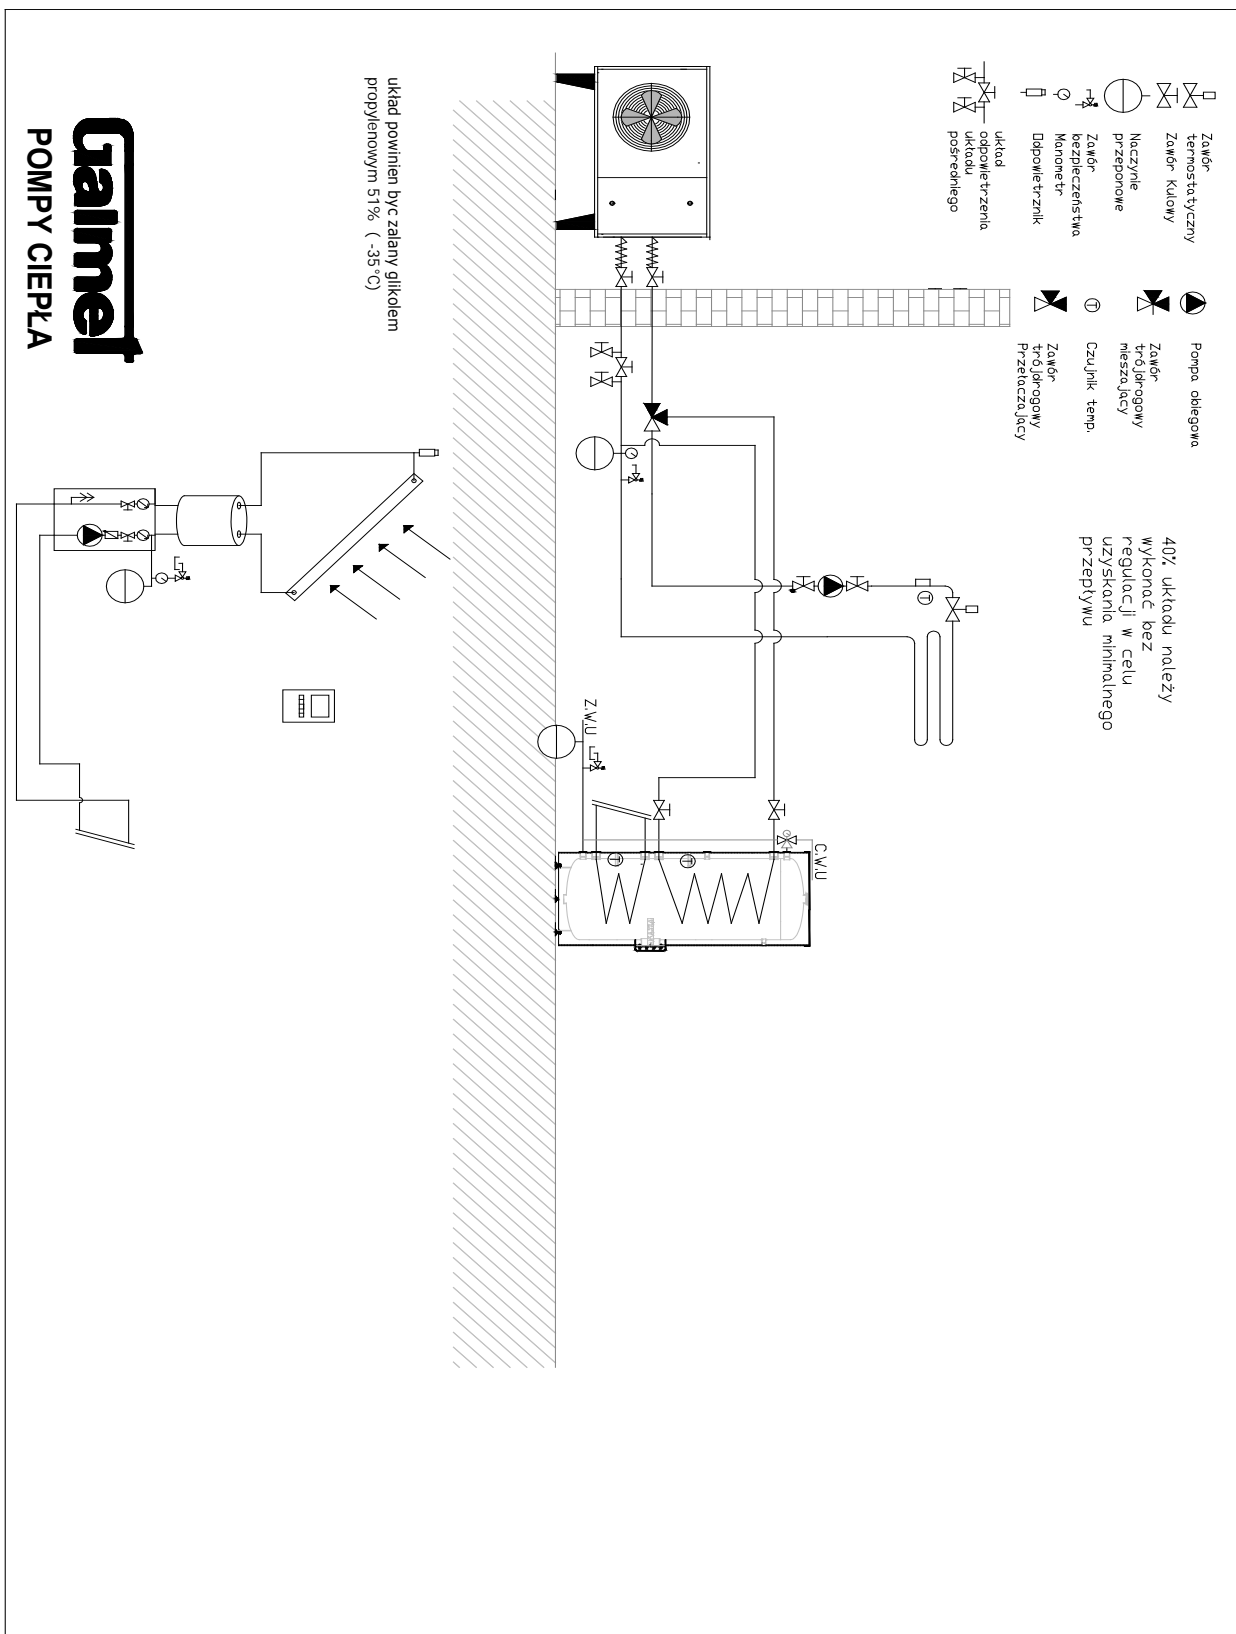 Zawór
termostatyczny
Zawór Kulowy
Naczynie
przeponowe
Zawór
bezpieczeństwa
Manometr
Odpowietrznik
układ
odpowietrzenia
układu
pośredniego
Pompa obiegowa
Zawór
trójdrogowy
mieszający
T
Czujnik temp.
Zawór
trójdrogowy
Przełaczający
40% układu należy
wykonać bez
regulacji w celu
uzyskania minimalnego
przepływu
T
C.W.U
Z.W.U
T
T
układ powinien byc zalany glikolem
propylenowym 51% ( -35°C)
Galmet
POMPY CIEPŁA